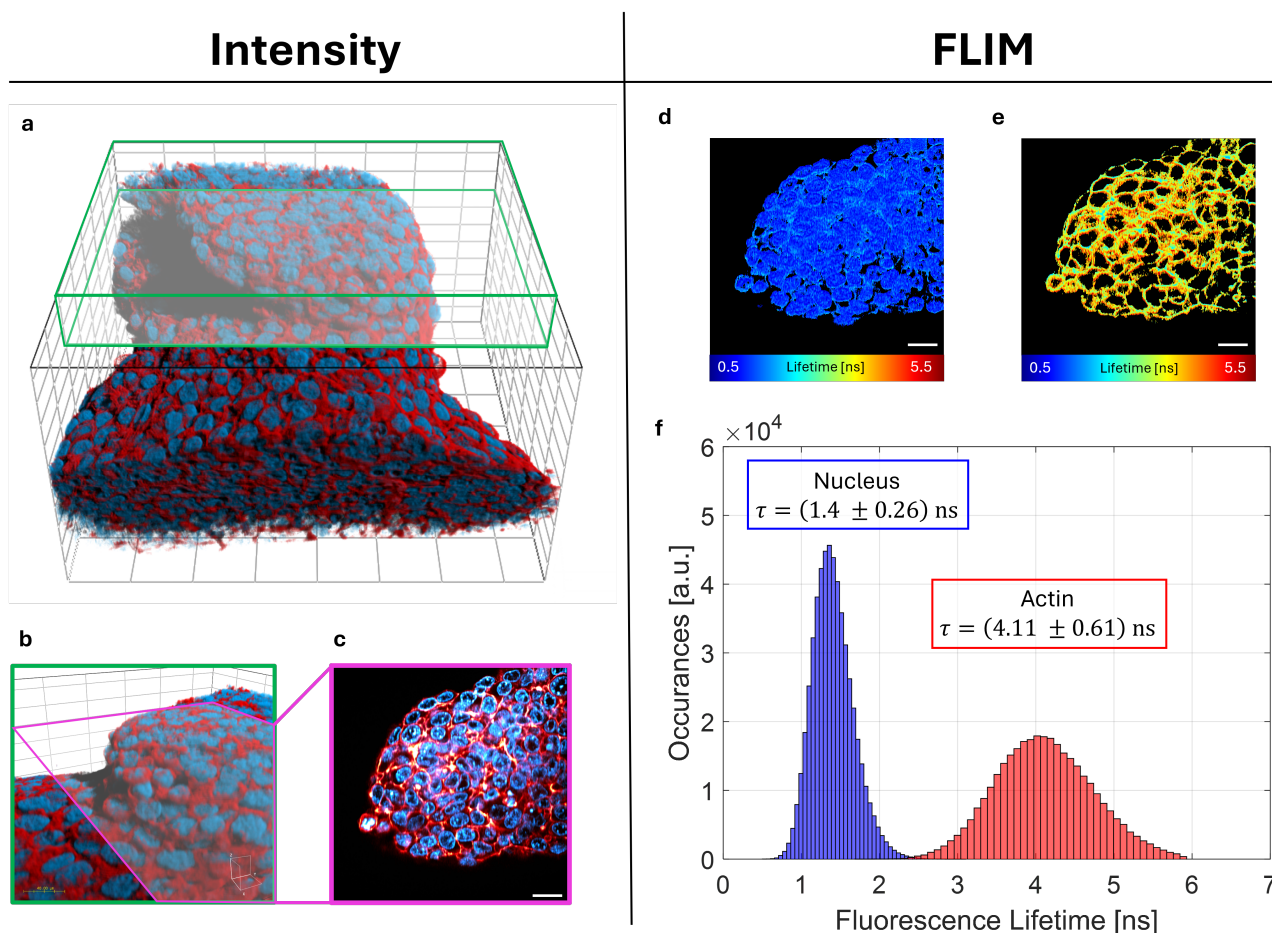 Intensity
FLIM
a
d
e
0.5 Lifetime [ns] 5.5
0.5 Lifetime [ns] 5.5
b
c
f
×10⁴
6
5
4
3
2
1
0
Occurances [a.u.]
Nucleus
τ = (1.4 ± 0.26) ns
Actin
τ = (4.11 ± 0.61) ns
0 1 2 3 4 5 6 7
Fluorescence Lifetime [ns]